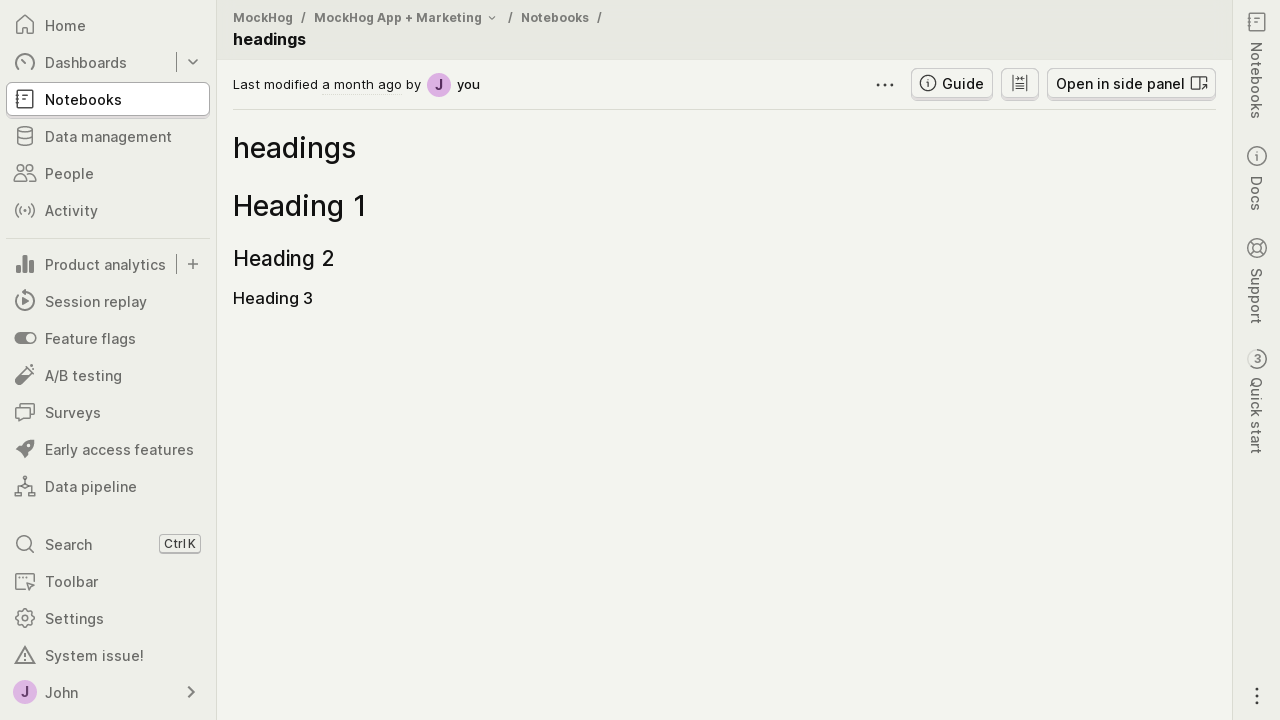 Home
Dashboards
Notebooks
Data management
People
Activity
Product analytics
Session replay
Feature flags
A/B testing
Surveys
Early access features
Data pipeline
Search Ctrl K
Toolbar
Settings
System issue!
J John
MockHog / MockHog App + Marketing / Notebooks /
headings
Last modified a month ago by J you
Guide
Open in side panel
headings
Heading 1
Heading 2
Heading 3
Notebooks
Docs
Support
3
Quick start